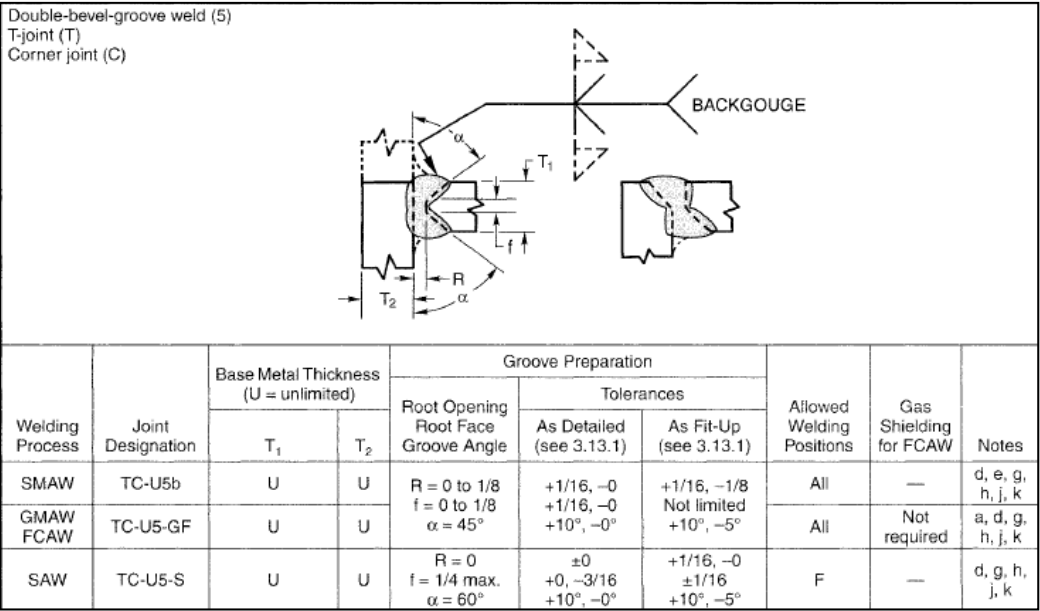 Double-bevel-groove weld (5)
T-joint (T)
Corner joint (C)
BACKGOUGE
α
T₁
f
R
T₂
α
Welding Process
Joint Designation
Base Metal Thickness
(U = unlimited)
T₁
T₂
Groove Preparation
Root Opening
Root Face
Groove Angle
Tolerances
As Detailed
(see 3.13.1)
As Fit-Up
(see 3.13.1)
Allowed
Welding
Positions
Gas
Shielding
for FCAW
Notes
SMAW
TC-U5b
U
U
R = 0 to 1/8
f = 0 to 1/8
α = 45°
+1/16, –0
+1/16, –0
+10°, –0°
+1/16, –1/8
Not limited
+10°, –5°
All
—
d, e, g,
h, j, k
GMAW
FCAW
TC-U5-GF
U
U
All
Not
required
a, d, g,
h, j, k
SAW
TC-U5-S
U
U
R = 0
f = 1/4 max.
α = 60°
±0
+0, –3/16
+10°, –0°
+1/16, –0
±1/16
+10°, –5°
F
—
d, g, h,
j, k